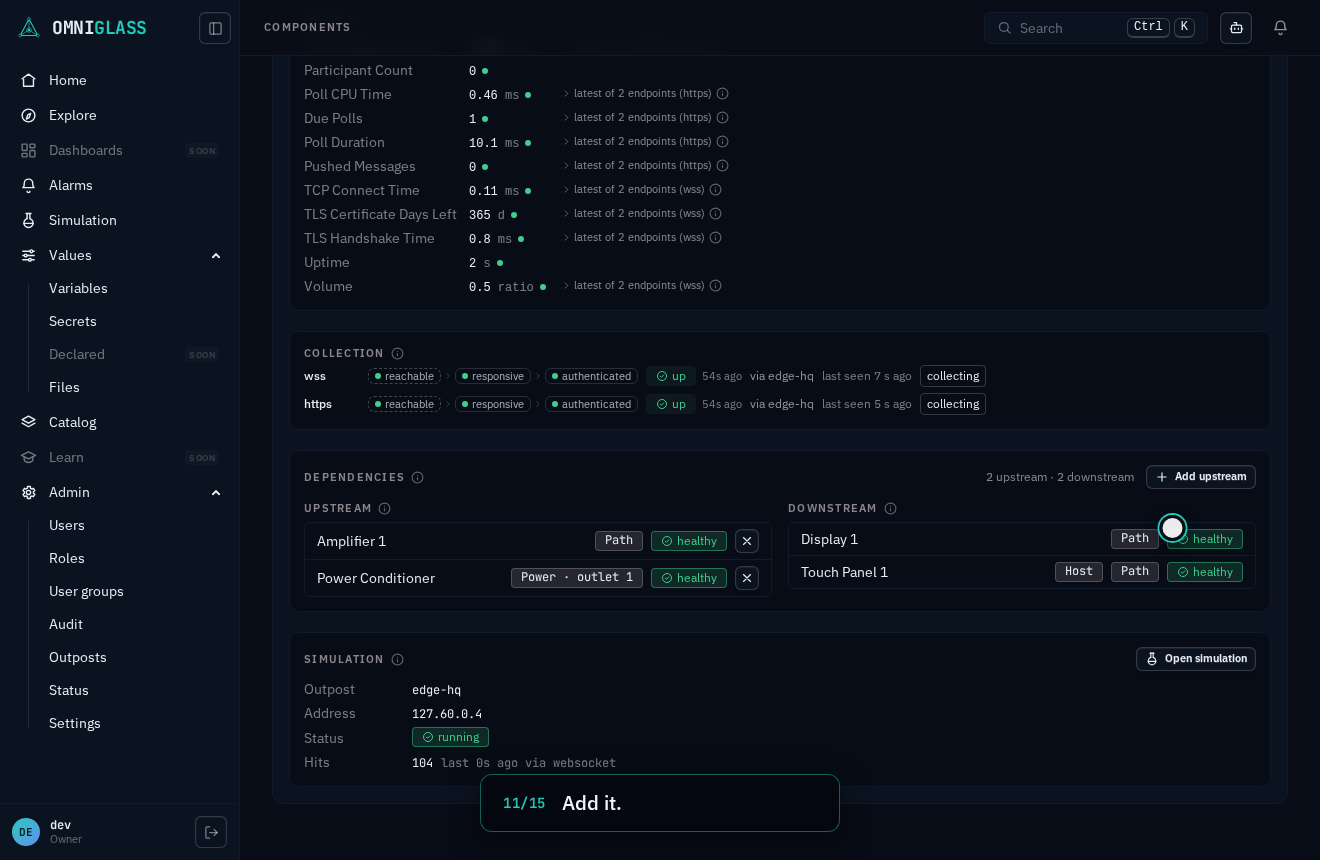 OMNIGLASS
COMPONENTS
Search
Ctrl
K
Home
Explore
Dashboards
SOON
Alarms
Simulation
Values
Variables
Secrets
Declared
SOON
Files
Catalog
Learn
SOON
Admin
Users
Roles
User groups
Audit
Outposts
Status
Settings
DE
dev
Owner
Participant Count 0
Poll CPU Time 0.46 ms latest of 2 endpoints (https)
Due Polls 1 latest of 2 endpoints (https)
Poll Duration 10.1 ms latest of 2 endpoints (https)
Pushed Messages 0 latest of 2 endpoints (https)
TCP Connect Time 0.11 ms latest of 2 endpoints (wss)
TLS Certificate Days Left 365 d latest of 2 endpoints (wss)
TLS Handshake Time 0.8 ms latest of 2 endpoints (wss)
Uptime 2 s
Volume 0.5 ratio latest of 2 endpoints (wss)
COLLECTION
wss reachable responsive authenticated up 54s ago via edge-hq last seen 7 s ago collecting
https reachable responsive authenticated up 54s ago via edge-hq last seen 5 s ago collecting
DEPENDENCIES 2 upstream · 2 downstream Add upstream
UPSTREAM
Amplifier 1 Path healthy
Power Conditioner Power · outlet 1 healthy
DOWNSTREAM
Display 1 Path healthy
Touch Panel 1 Host Path healthy
SIMULATION Open simulation
Outpost edge-hq
Address 127.60.0.4
Status running
Hits 104 last 0s ago via websocket
11/15 Add it.